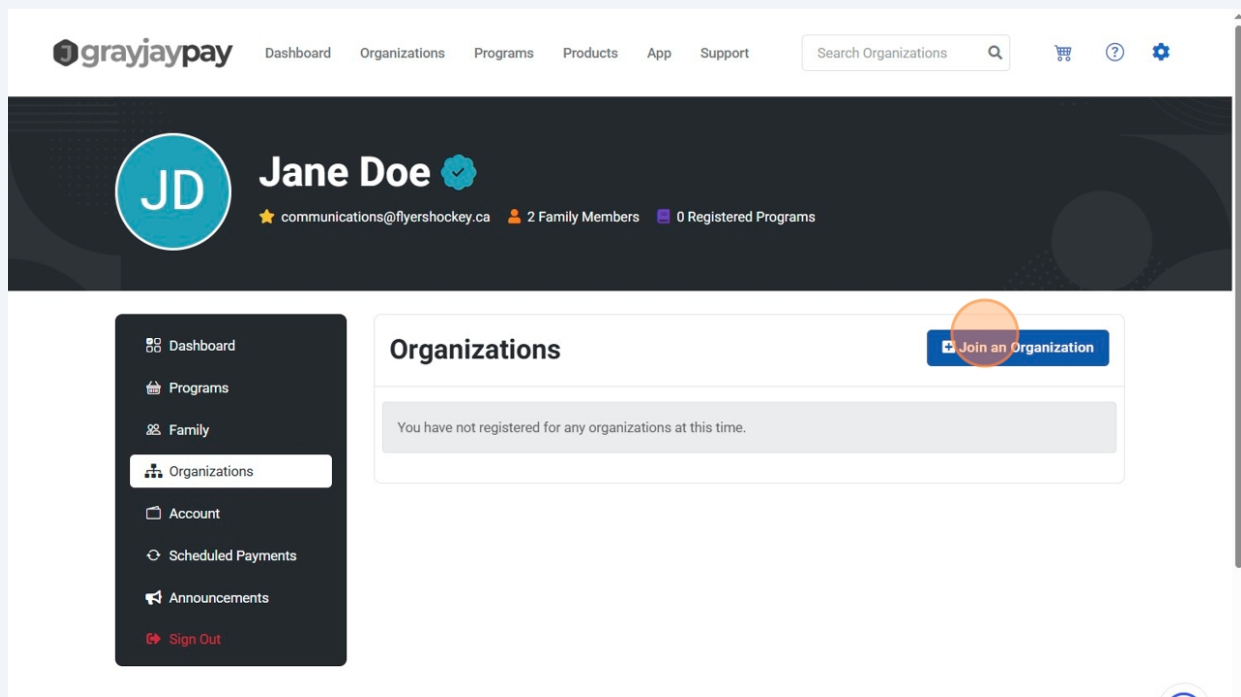 grayjaypay Dashboard Organizations Programs Products App Support Search Organizations
JD
Jane Doe
communications@flyershockey.ca 2 Family Members 0 Registered Programs
Dashboard
Programs
Family
Organizations
Account
Scheduled Payments
Announcements
Sign Out
Organizations
Join an Organization
You have not registered for any organizations at this time.